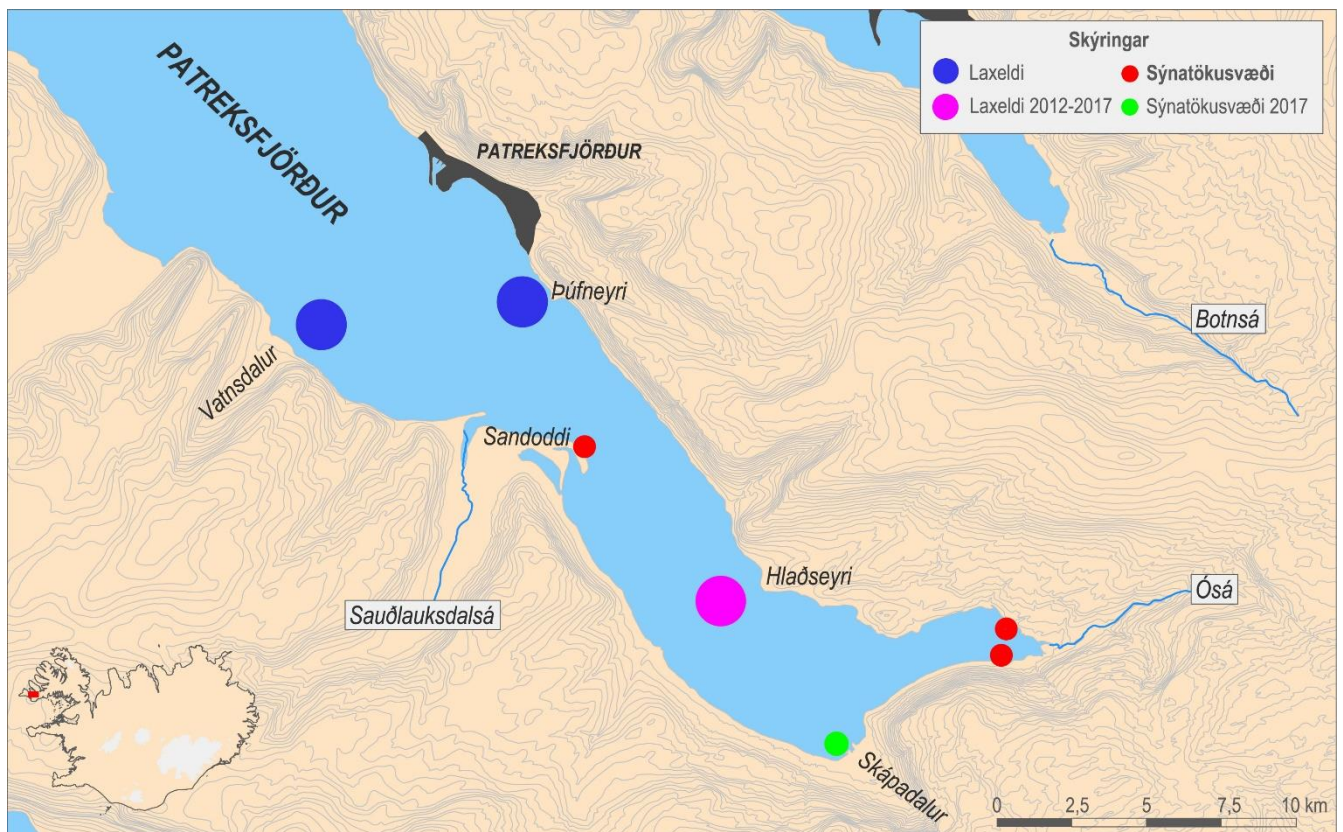 PATREKSFJÖRÐUR
PATREKSFJÖRÐUR
Skýringar
Laxeldi
Sýnatökusvæði
Laxeldi 2012-2017
Sýnatökusvæði 2017
Þúfneyri
Botnsá
Vatnsdalur
Sandoddi
Hlaðseyri
Sauðlauksdalsá
Ósá
Skápadalur
0 2,5 5 7,5 10 km